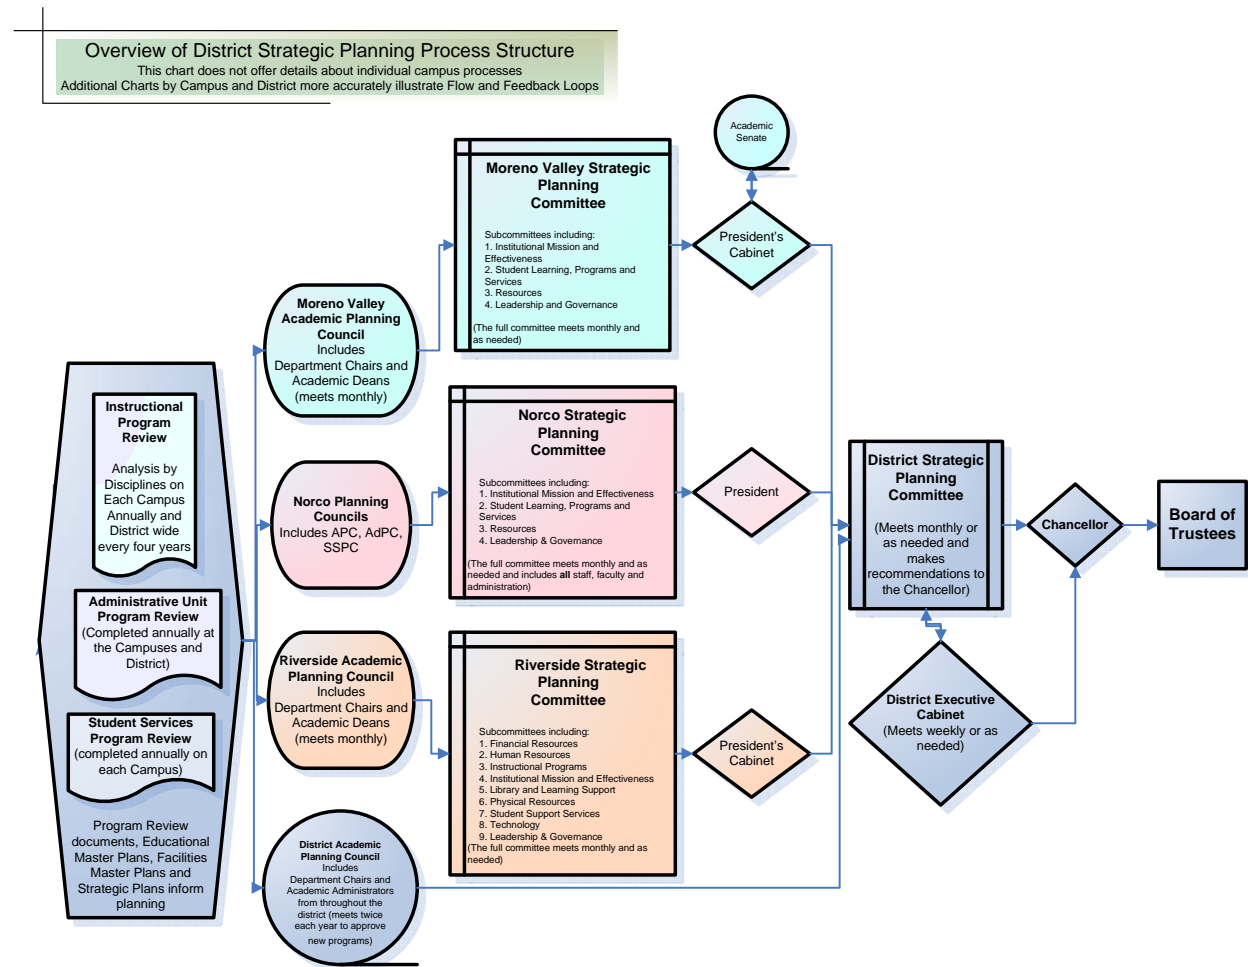 Overview of District Strategic Planning Process Structure
This chart does not offer details about individual campus processes
Additional Charts by Campus and District more accurately illustrate Flow and Feedback Loops
Academic
Senate
Moreno Valley Strategic
Planning
Committee
Subcommittees including:
1. Institutional Mission and
Effectiveness
2. Student Learning, Programs and
Services
3. Resources
4. Leadership and Governance
(The full committee meets monthly and
as needed)
President's
Cabinet
Moreno Valley
Academic Planning
Council
Includes
Department Chairs and
Academic Deans
(meets monthly)
Instructional
Program
Review
Analysis by
Disciplines on
Each Campus
Annually and
District wide
every four years
Administrative Unit
Program Review
(Completed annually at
the Campuses and
District)
Student Services
Program Review
(completed annually on
each Campus)
Program Review
documents, Educational
Master Plans, Facilities
Master Plans and
Strategic Plans inform
planning
Norco Planning
Councils
Includes APC, AdPC,
SSPC
Norco Strategic
Planning
Committee
Subcommittees including:
1. Institutional Mission and Effectiveness
2. Student Learning, Programs and
Services
3. Resources
4. Leadership & Governance
(The full committee meets monthly and as
needed and includes all staff, faculty and
administration)
President
Riverside Academic
Planning Council
Includes
Department Chairs and
Academic Deans
(meets monthly)
Riverside Strategic
Planning
Committee
Subcommittees including:
1. Financial Resources
2. Human Resources
3. Instructional Programs
4. Institutional Mission and Effectiveness
5. Library and Learning Support
6. Physical Resources
7. Student Support Services
8. Technology
9. Leadership & Governance
(The full committee meets monthly and as
needed)
President's
Cabinet
District Academic
Planning Council
Includes
Department Chairs and
Academic Administrators
from throughout the
district (meets twice
each year to approve
new programs)
District Strategic
Planning
Committee
(Meets monthly or
as needed and
makes
recommendations to
the Chancellor)
District Executive
Cabinet
(Meets weekly or as
needed)
Chancellor
Board of
Trustees